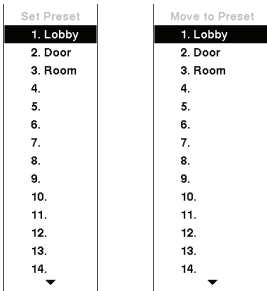 Set Preset
1. Lobby
2. Door
3. Room
4.
5.
6.
7.
8.
9.
10.
11.
12.
13.
14.
Move to Preset
1. Lobby
2. Door
3. Room
4.
5.
6.
7.
8.
9.
10.
11.
12.
13.
14.